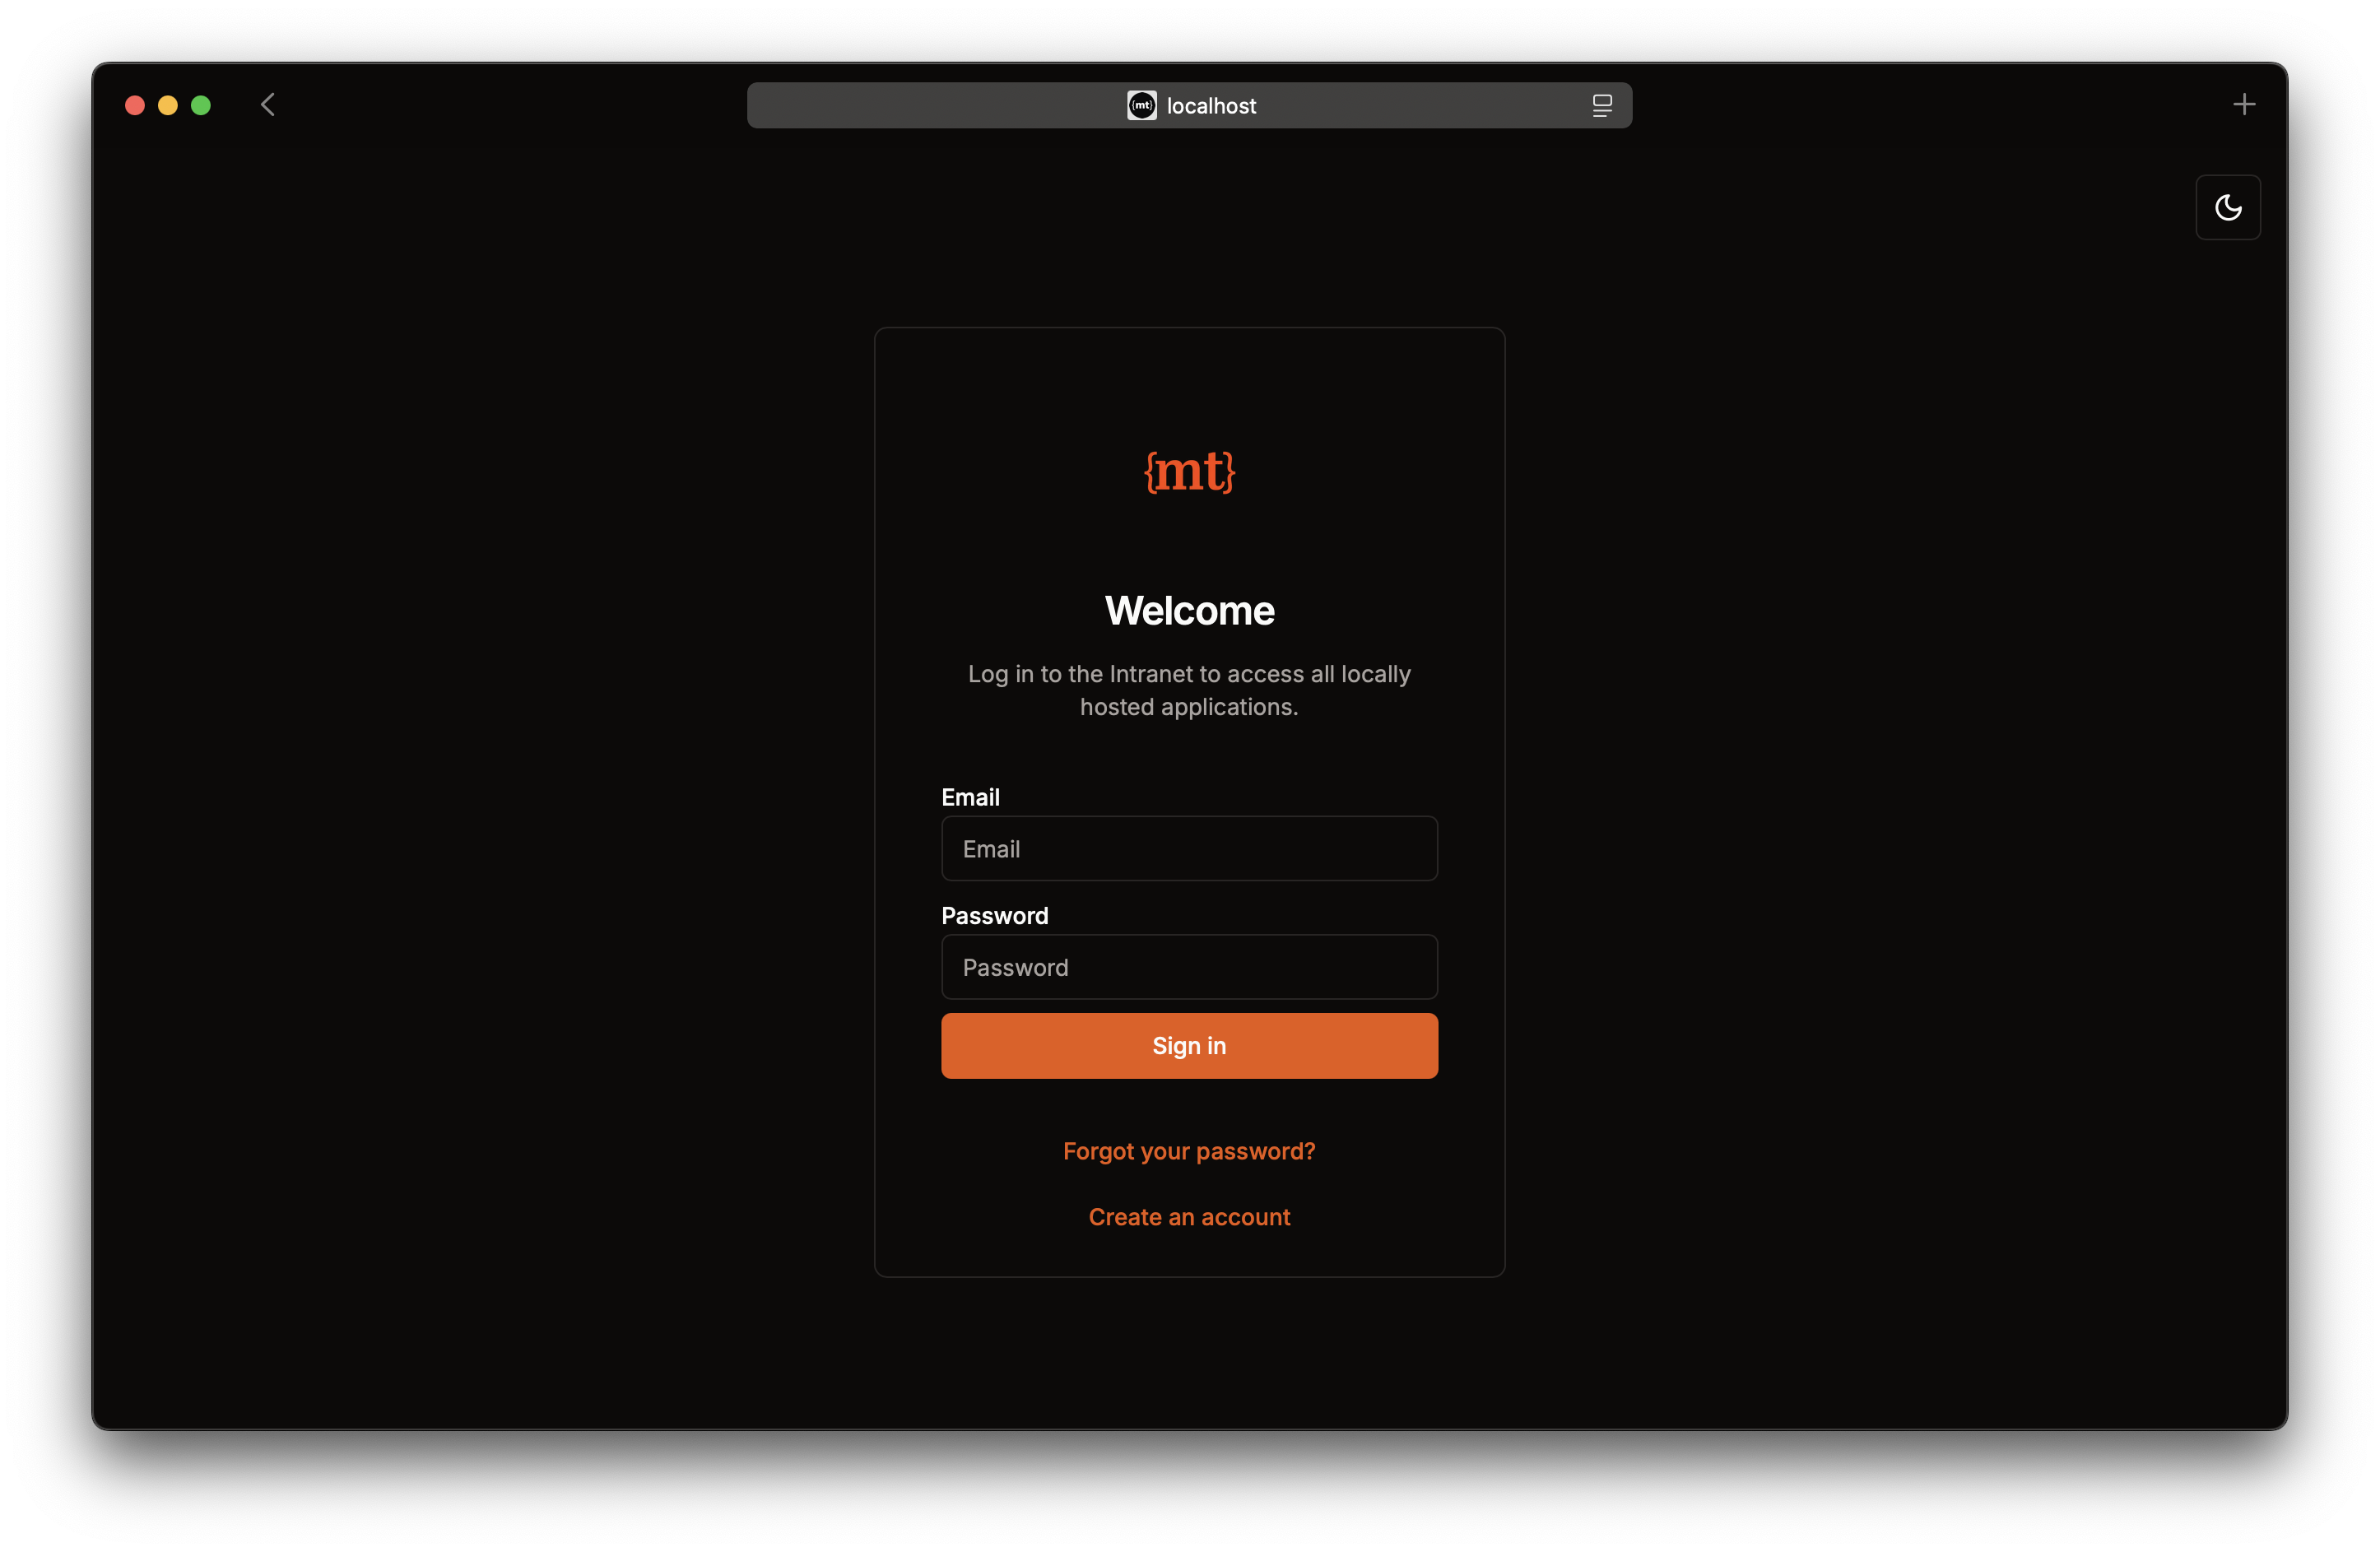 {mt} localhost
{mt}
Welcome
Log in to the Intranet to access all locally
hosted applications.
Email
Email
Password
Password
Sign in
Forgot your password?
Create an account